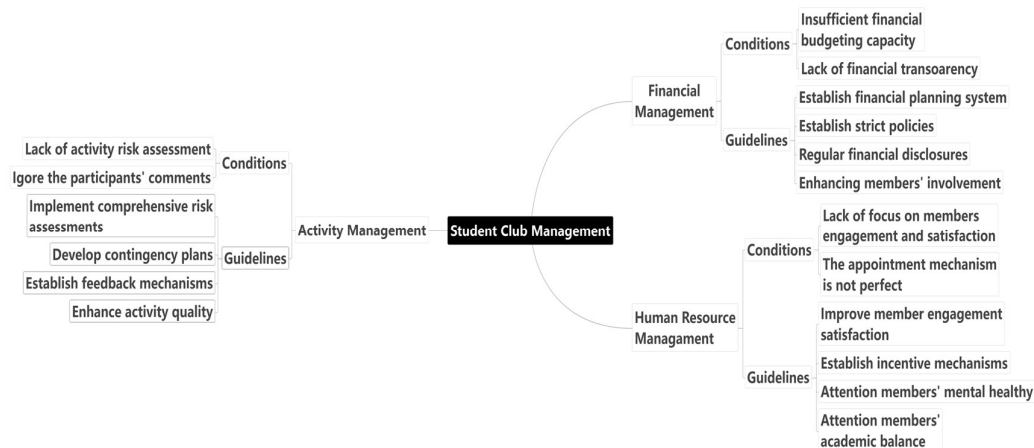 Student Club Management
Financial
Management
Conditions
Insufficient financial
budgeting capacity
Lack of financial transoarency
Guidelines
Establish financial planning system
Establish strict policies
Regular financial disclosures
Enhancing members' involvement
Human Resource
Managament
Conditions
Lack of focus on members
engagement and satisfaction
The appointment mechanism
is not perfect
Guidelines
Improve member engagement
satisfaction
Establish incentive mechanisms
Attention members' mental healthy
Attention members'
academic balance
Activity Management
Conditions
Lack of activity risk assessment
Igore the participants' comments
Guidelines
Implement comprehensive risk
assessments
Develop contingency plans
Establish feedback mechanisms
Enhance activity quality